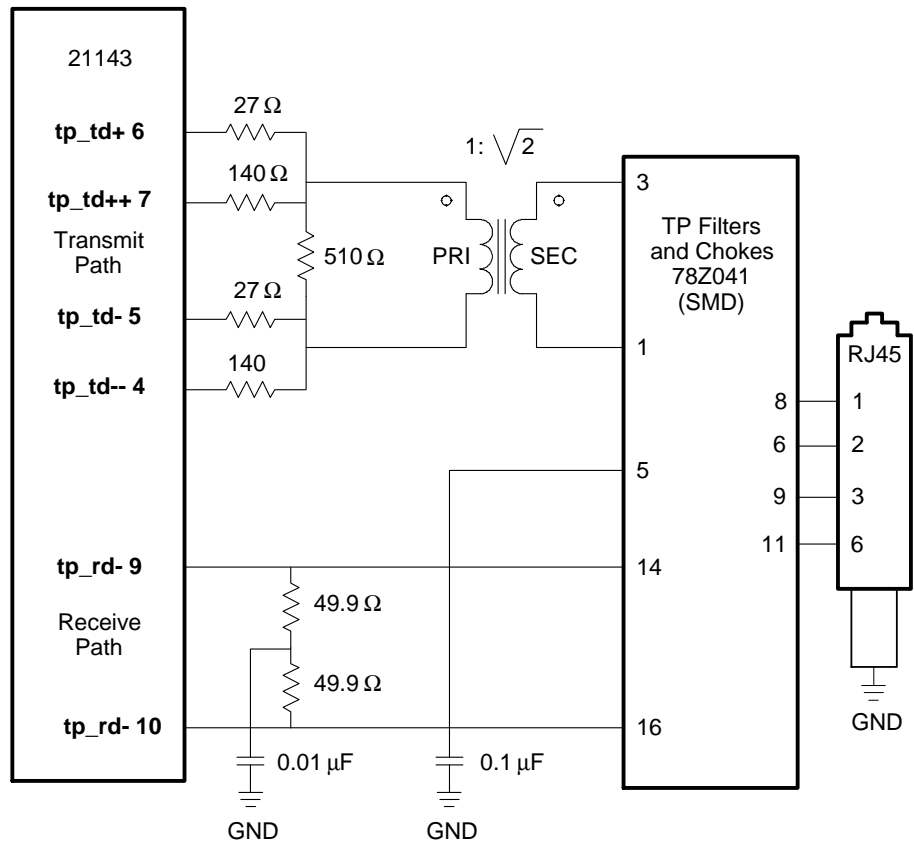 21143
tp_td+ 6
27 Ω
tp_td++ 7
140 Ω
Transmit
Path
510 Ω
tp_td- 5
27 Ω
tp_td-- 4
140
1: √2
PRI
SEC
3
TP Filters
and Chokes
78Z041
(SMD)
1
RJ45
8
1
6
2
5
9
3
11
6
tp_rd- 9
14
49.9 Ω
Receive
Path
49.9 Ω
tp_rd- 10
16
0.01 μF
0.1 μF
GND
GND
GND